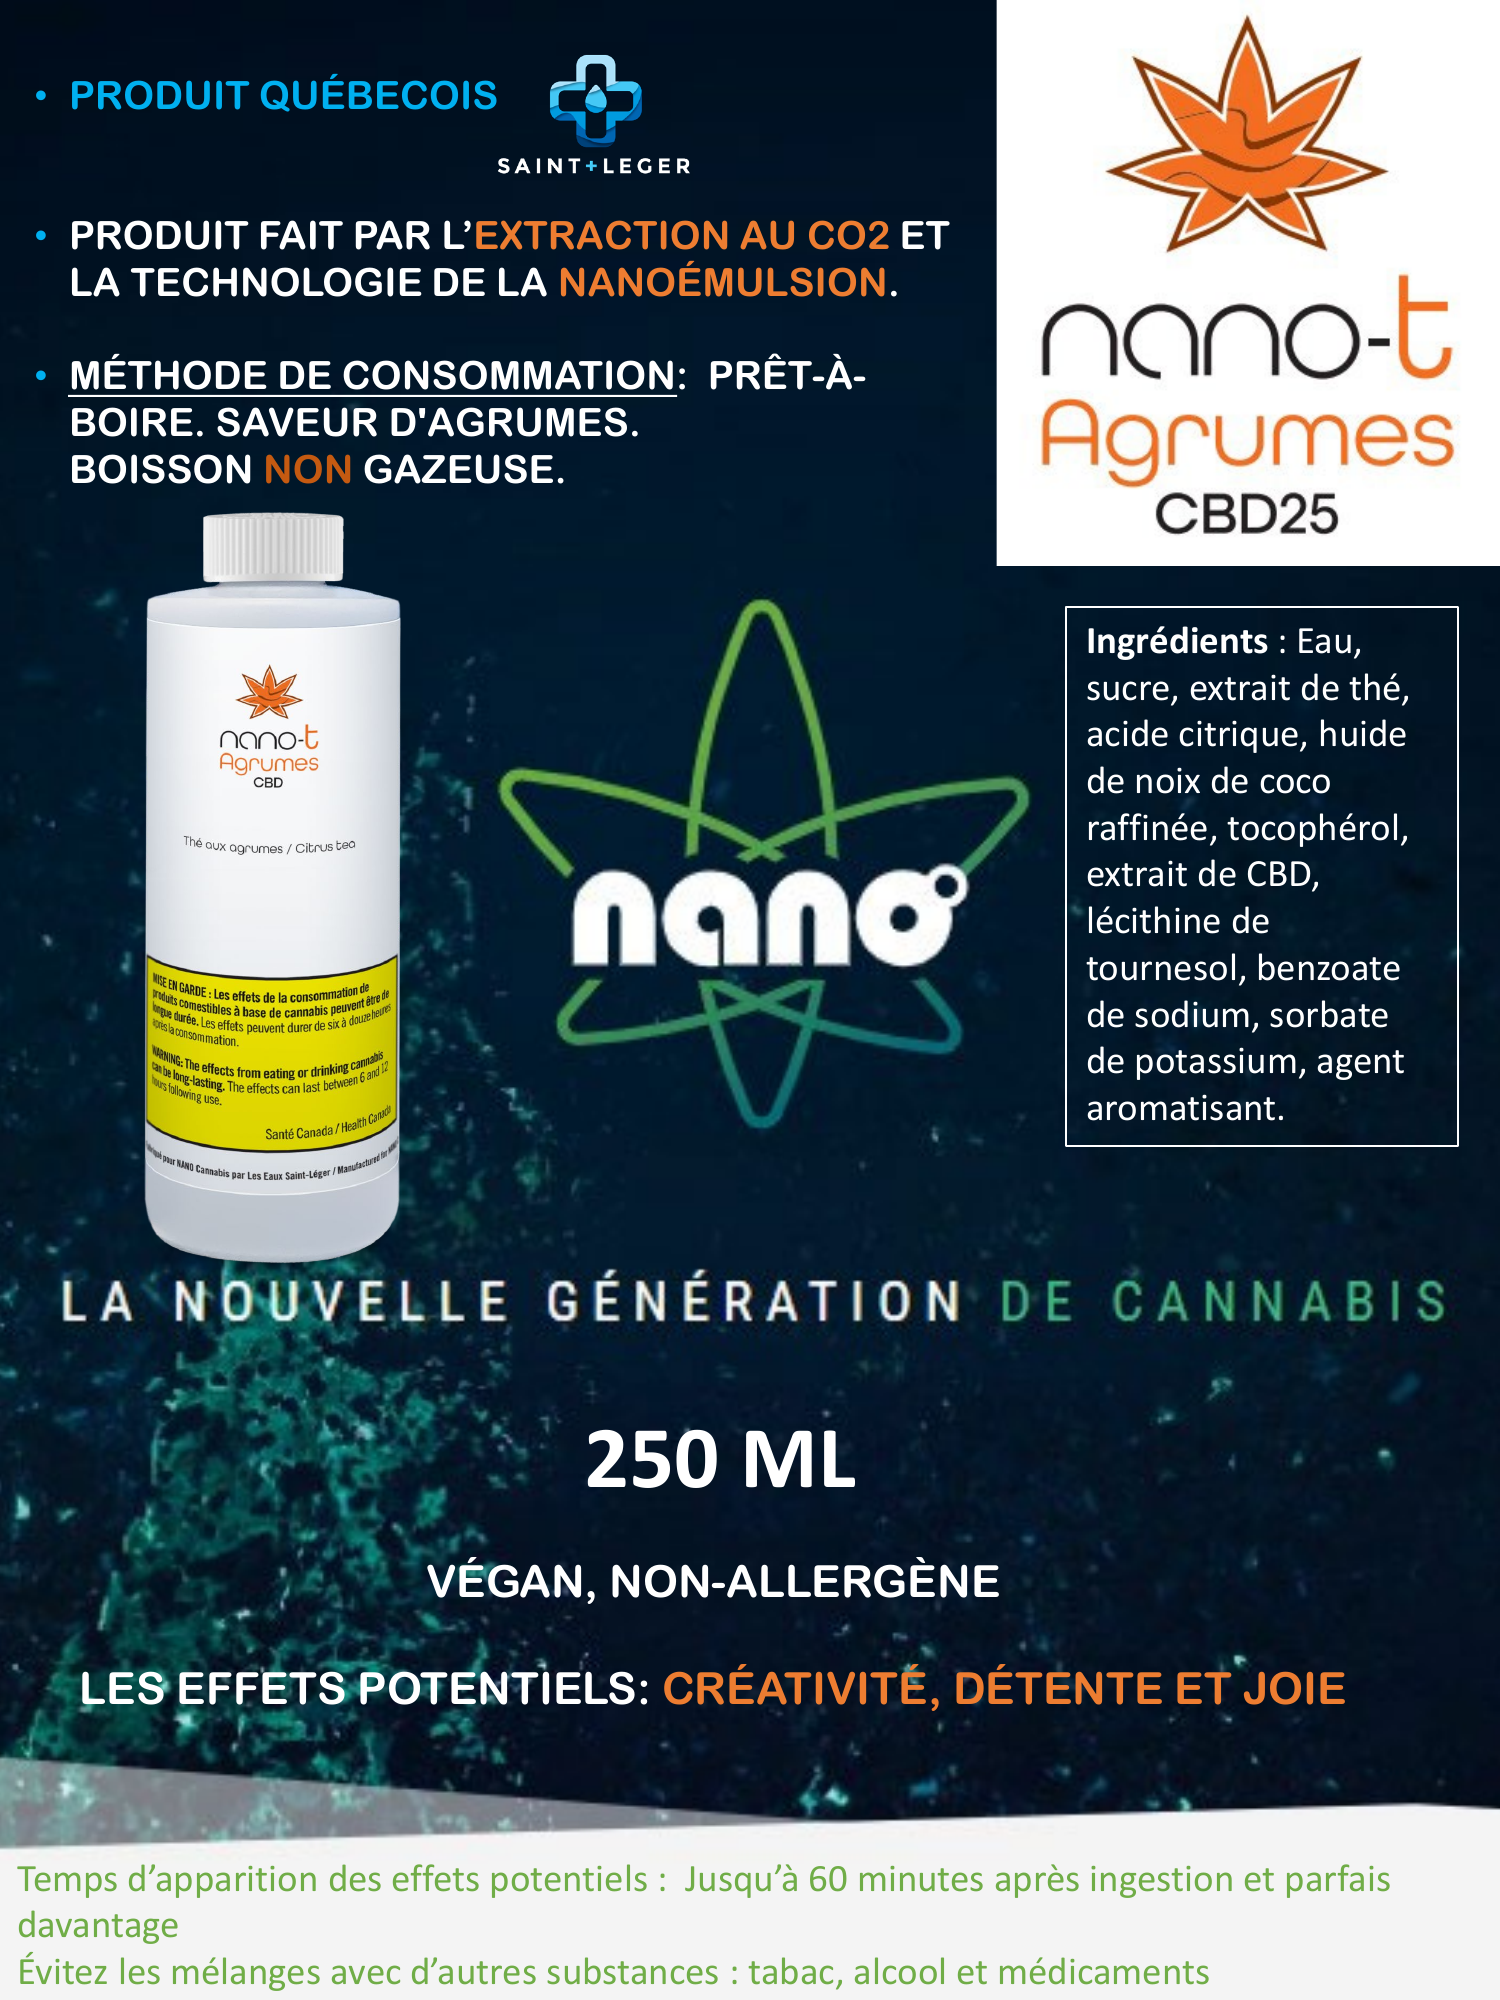 • PRODUIT QUÉBECOIS
SAINT+LEGER
• PRODUIT FAIT PAR L’EXTRACTION AU CO2 ET
LA TECHNOLOGIE DE LA NANOÉMULSION.
• MÉTHODE DE CONSOMMATION: PRÊT-À-
BOIRE. SAVEUR D'AGRUMES.
BOISSON NON GAZEUSE.
nano-t
Agrumes
CBD25
nano-t
Agrumes
CBD
Thé aux agrumes / Citrus tea
MISE EN GARDE : Les effets de la consommation de
produits comestibles à base de cannabis peuvent être de
longue durée. Les effets peuvent durer de six à douze heures
après la consommation.
WARNING: The effects from eating or drinking cannabis
can be long-lasting. The effects can last between 6 and 12
hours following use.
Santé Canada / Health Canada
pour NANO Cannabis par Les Eaux Saint-Léger / Manufactured for
nano
Ingrédients : Eau,
sucre, extrait de thé,
acide citrique, huide
de noix de coco
raffinée, tocophérol,
extrait de CBD,
lécithine de
tournesol, benzoate
de sodium, sorbate
de potassium, agent
aromatisant.
LA NOUVELLE GÉNÉRATION DE CANNABIS
250 ML
VÉGAN, NON-ALLERGÈNE
LES EFFETS POTENTIELS: CRÉATIVITÉ, DÉTENTE ET JOIE
Temps d’apparition des effets potentiels : Jusqu’à 60 minutes après ingestion et parfais
davantage
Évitez les mélanges avec d’autres substances : tabac, alcool et médicaments